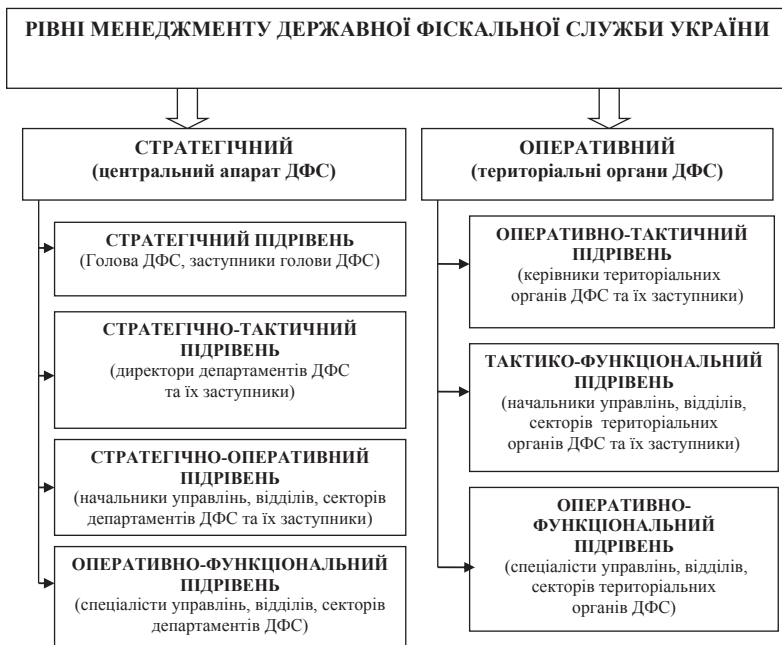 РІВНІ МЕНЕДЖМЕНТУ ДЕРЖАВНОЇ ФІСКАЛЬНОЇ СЛУЖБИ УКРАЇНИ
СТРАТЕГІЧНИЙ
(центральний апарат ДФС)
СТРАТЕГІЧНИЙ ПІДРІВЕНЬ
(Голова ДФС, заступники голови ДФС)
СТРАТЕГІЧНО-ТАКТИЧНИЙ
ПІДРІВЕНЬ
(директори департаментів ДФС
та їх заступники)
СТРАТЕГІЧНО-ОПЕРАТИВНИЙ
ПІДРІВЕНЬ
(начальники управлінь, відділів, секторів
департаментів ДФС та їх заступники)
ОПЕРАТИВНО-ФУНКЦІОНАЛЬНИЙ
ПІДРІВЕНЬ
(спеціалісти управлінь, відділів, секторів
департаментів ДФС)
ОПЕРАТИВНИЙ
(територіальні органи ДФС)
ОПЕРАТИВНО-ТАКТИЧНИЙ
ПІДРІВЕНЬ
(керівники територіальних
органів ДФС та їх заступники)
ТАКТИКО-ФУНКЦІОНАЛЬНИЙ
ПІДРІВЕНЬ
(начальники управлінь, відділів,
секторів територіальних
органів ДФС та їх заступники)
ОПЕРАТИВНО-
ФУНКЦІОНАЛЬНИЙ
ПІДРІВЕНЬ
(спеціалісти управлінь, відділів,
секторів територіальних
органів ДФС)